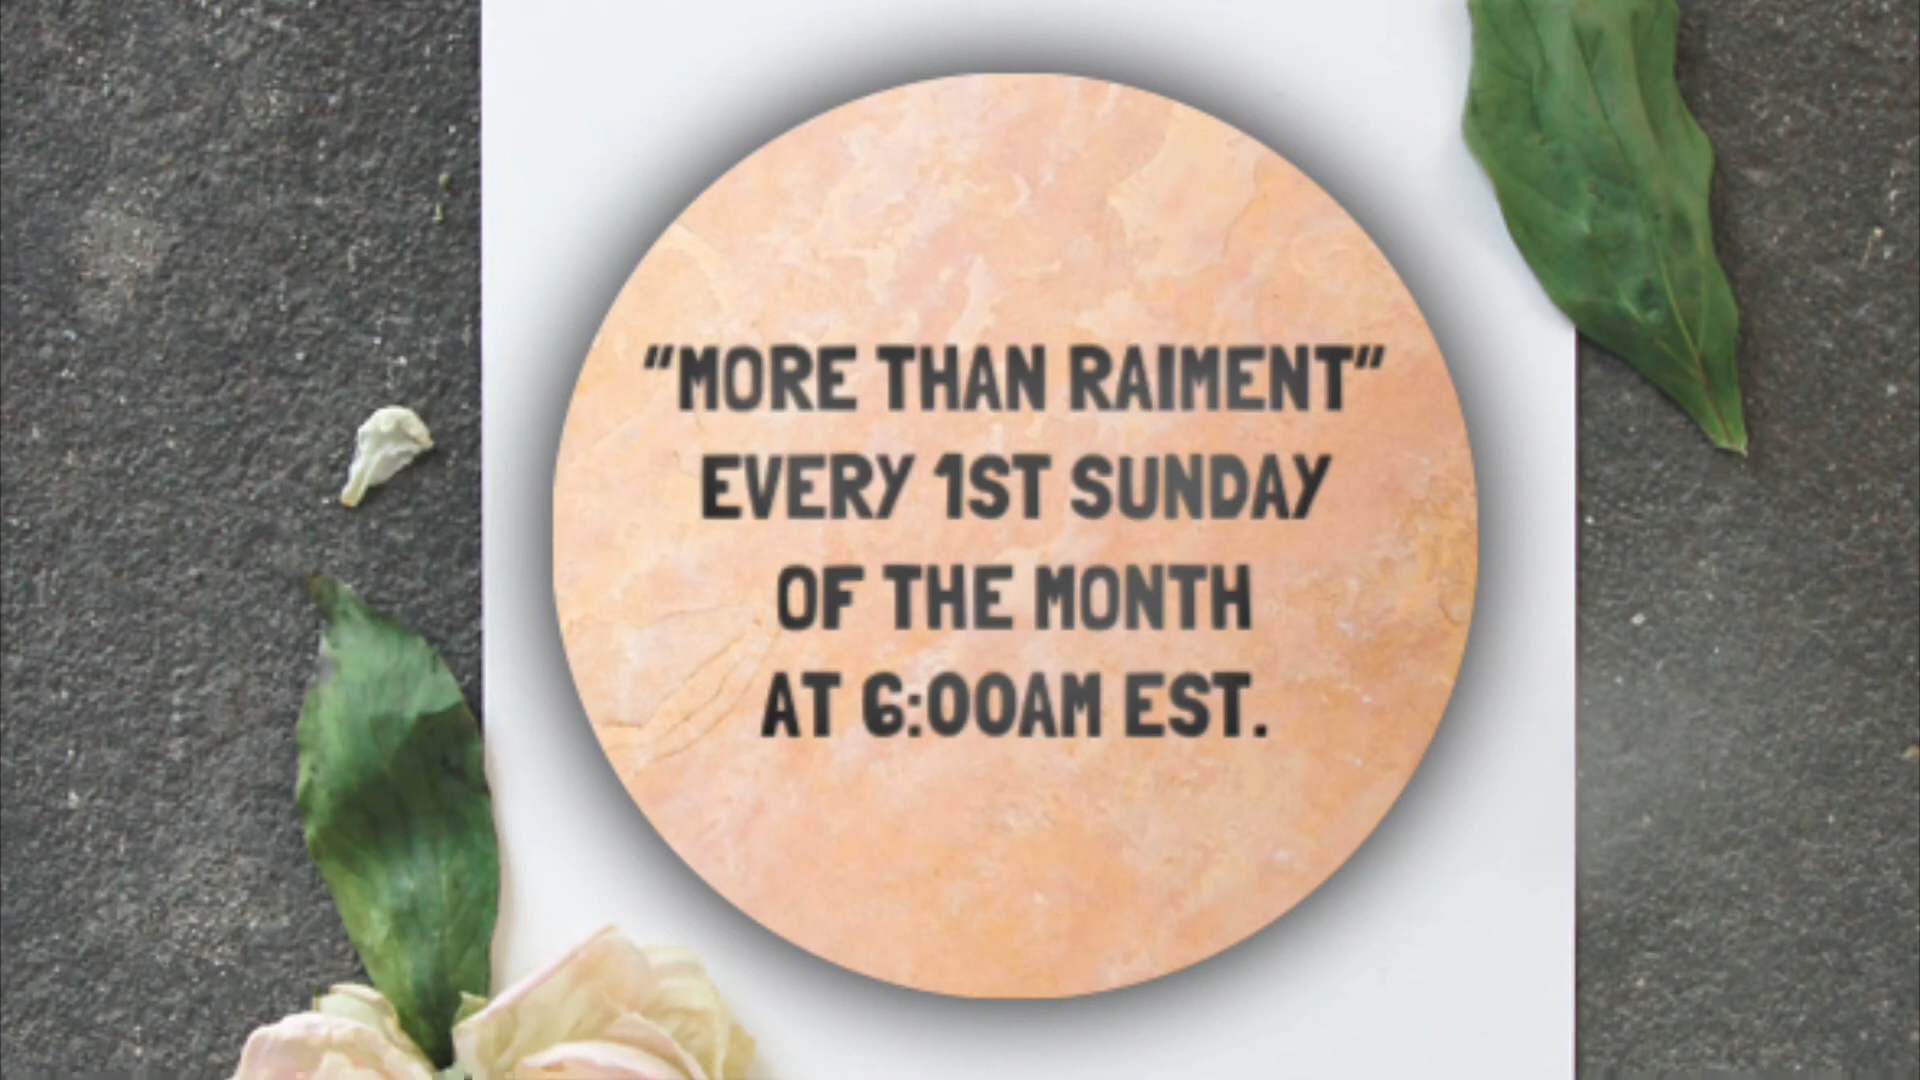 “MORE THAN RAIMENT”
EVERY 1ST SUNDAY
OF THE MONTH
AT 6:00AM EST.